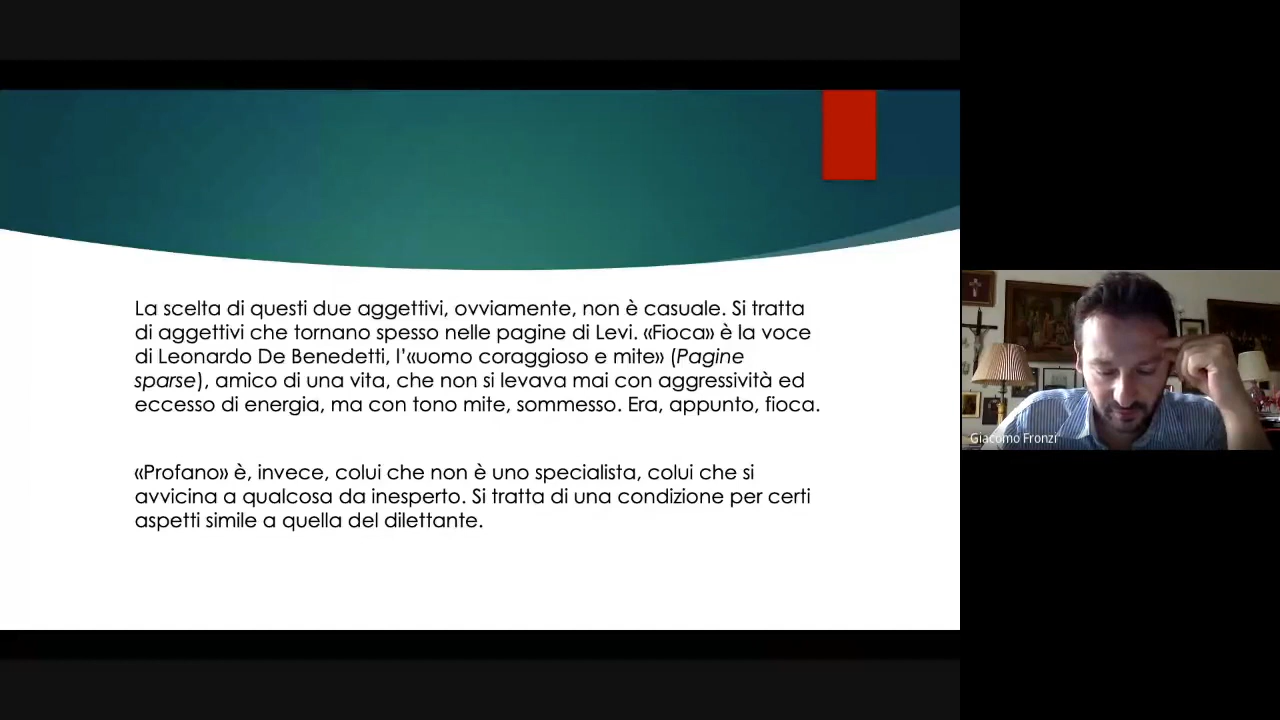 La scelta di questi due aggettivi, ovviamente, non è casuale. Si tratta
di aggettivi che tornano spesso nelle pagine di Levi. «Fioca» è la voce
di Leonardo De Benedetti, l'«uomo coraggioso e mite» (Pagine
sparse), amico di una vita, che non si levava mai con aggressività ed
eccesso di energia, ma con tono mite, sommesso. Era, appunto, fioca.
«Profano» è, invece, colui che non è uno specialista, colui che si
avvicina a qualcosa da inesperto. Si tratta di una condizione per certi
aspetti simile a quella del dilettante.
Giacomo Fronzi